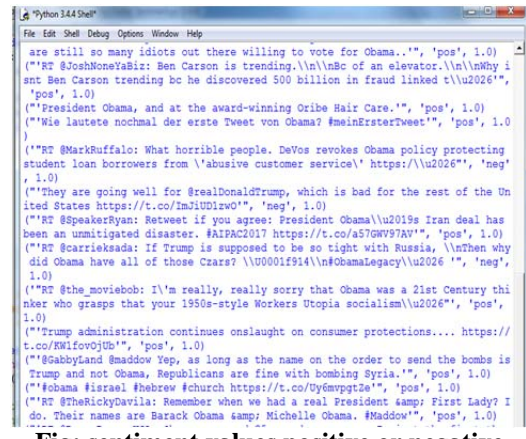 *Python 3.4.4 Shell*
File Edit Shell Debug Options Window Help
are still so many idiots out there willing to vote for Obama..'", 'pos', 1.0)
("'RT @JoshNoneYaBiz: Ben Carson is trending.\\n\\nBc of an elevator.\\n\\nWhy i
snt Ben Carson trending bc he discovered 500 billion in fraud linked t\\u2026'",
'pos', 1.0)
("'President Obama, and at the award-winning Oribe Hair Care.'", 'pos', 1.0)
("'Wie lautete nochmal der erste Tweet von Obama? #meinErsterTweet'", 'pos', 1.0
)
('"RT @MarkRuffalo: What horrible people. DeVos revokes Obama policy protecting
student loan borrowers from \'abusive customer service\' https:/\\u2026"', 'neg'
, 1.0)
("'They are going well for @realDonaldTrump, which is bad for the rest of the Un
ited States https://t.co/ImJiUD1zwO'", 'neg', 1.0)
("'RT @SpeakerRyan: Retweet if you agree: President Obama\\u2019s Iran deal has
been an unmitigated disaster. #AIPAC2017 https://t.co/a57GWV97AV'", 'pos', 1.0)
("'RT @carrieksada: If Trump is supposed to be so tight with Russia, \\nThen why
did Obama have all of those Czars? \\U0001f914\\n#ObamaLegacy\\u2026 '", 'neg',
1.0)
('"RT @the_moviebob: I\'m really, really sorry that Obama was a 21st Century thi
nker who grasps that your 1950s-style Workers Utopia socialism\\u2026"', 'pos',
1.0)
("'Trump administration continues onslaught on consumer protections.... https://
t.co/KW1fovOjUb'", 'pos', 1.0)
("'@GabbyLand @maddow Yep, as long as the name on the order to send the bombs is
Trump and not Obama, Republicans are fine with bombing Syria.'", 'pos', 1.0)
("'#obama #israel #hebrew #church https://t.co/Uy6mvpgtZe'", 'pos', 1.0)
("'RT @TheRickyDavila: Remember when we had a real President &amp; First Lady? I
do. Their names are Barack Obama &amp; Michelle Obama. #Maddow'", 'pos', 1.0)